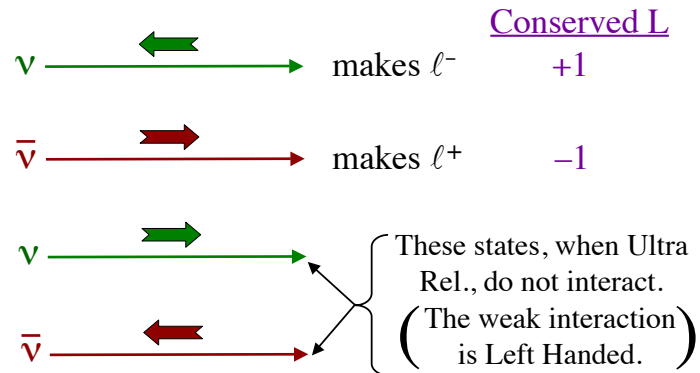 Conserved L
ν makes ℓ⁻ +1
ν̅ makes ℓ⁺ –1
ν
These states, when Ultra
Rel., do not interact.
(The weak interaction
is Left Handed.)
ν̅